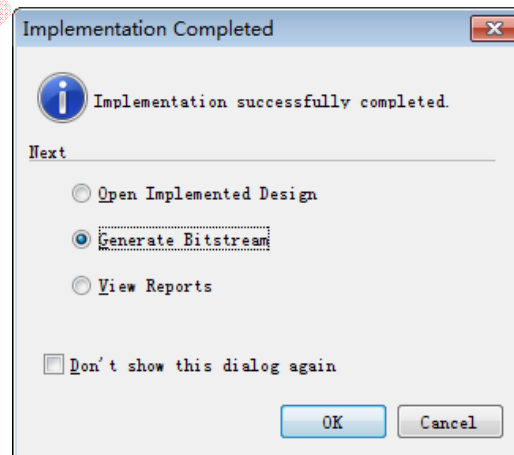 Implementation Completed
Implementation successfully completed.
Next
Open Implemented Design
Generate Bitstream
View Reports
Don't show this dialog again
OK
Cancel